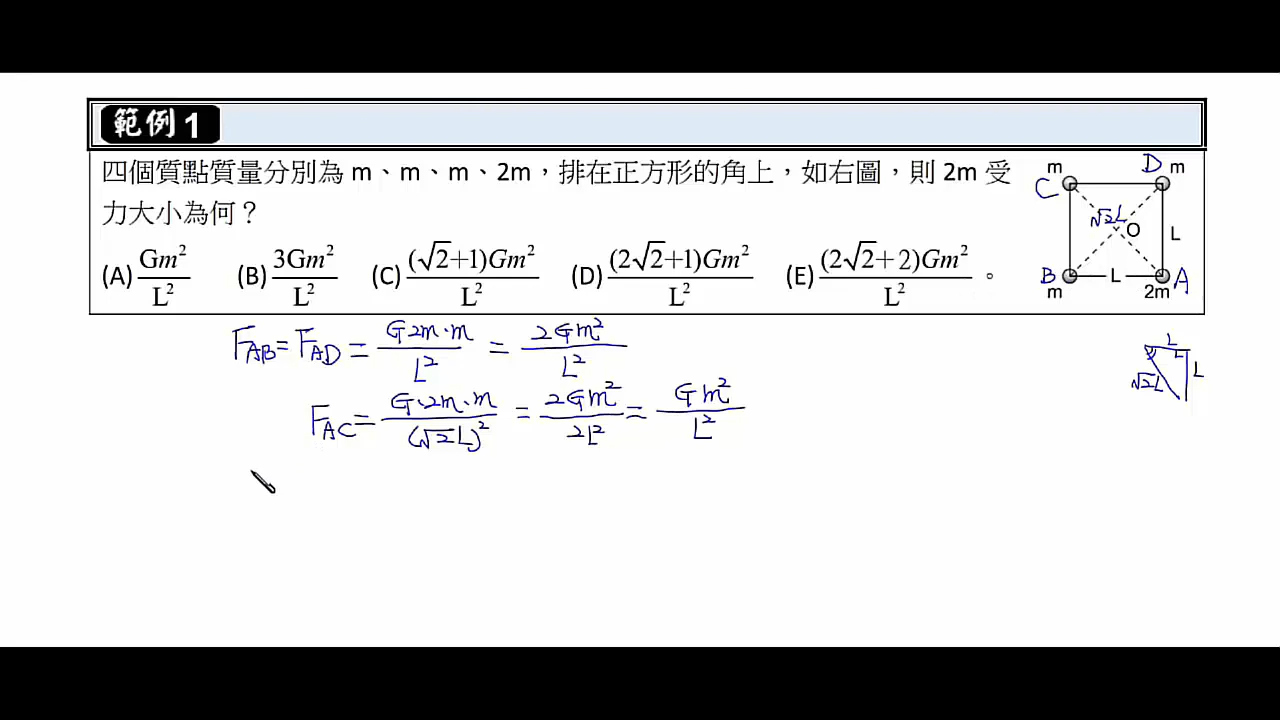 範例1
四個質點質量分別為 m、m、m、2m，排在正方形的角上，如右圖，則 2m 受
力大小為何？
(A) Gm²/L² (B) 3Gm²/L² (C) (√2+1)Gm²/L² (D) (2√2+1)Gm²/L² (E) (2√2+2)Gm²/L² 。
m D m
C
√2L O L
B L A
m 2m
F_AB = F_AD = G2m·m/L² = 2Gm²/L²
F_AC = G·2m·m/(√2L)² = 2Gm²/2L² = Gm²/L²
L
√2L L